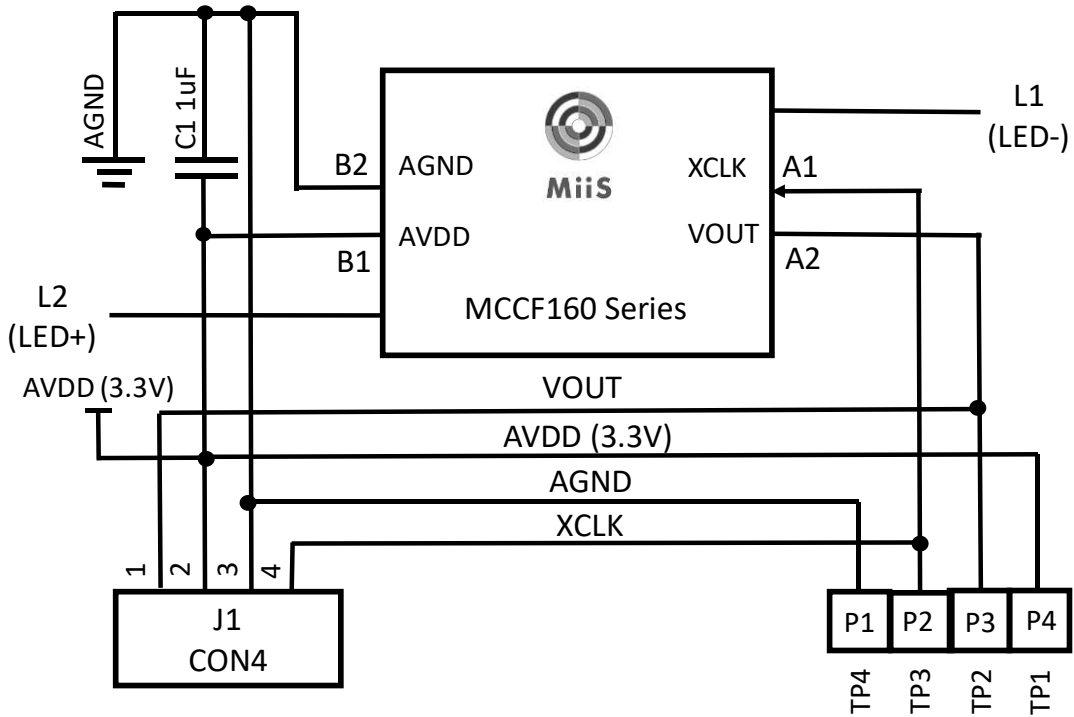 AGND
C1 1uF
B2
AGND
MiiS
XCLK
A1
L1
(LED-)
B1
AVDD
VOUT
A2
L2
(LED+)
MCCF160 Series
AVDD (3.3V)
VOUT
AVDD (3.3V)
AGND
XCLK
1
2
3
4
J1
CON4
P1
P2
P3
P4
TP4
TP3
TP2
TP1